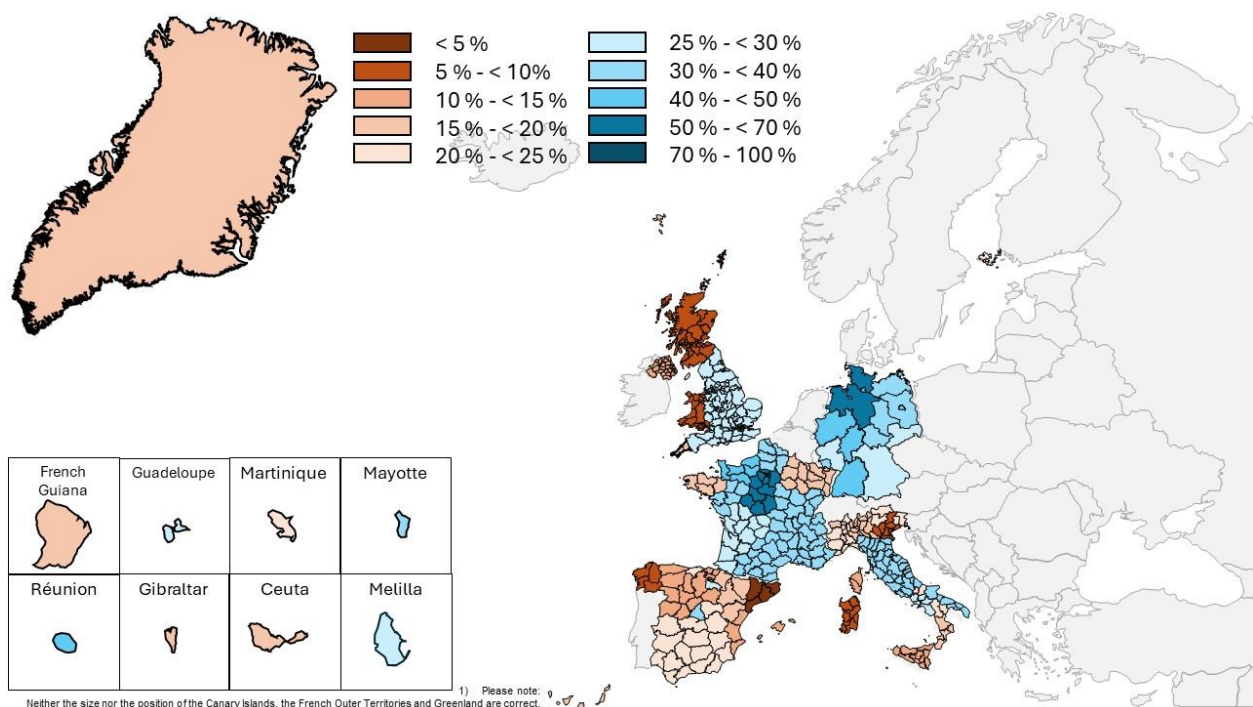 < 5 %
5 % - < 10%
10 % - < 15 %
15 % - < 20 %
20 % - < 25 %
25 % - < 30 %
30 % - < 40 %
40 % - < 50 %
50 % - < 70 %
70 % - 100 %
French Guiana
Guadeloupe
Martinique
Mayotte
Réunion
Gibraltar
Ceuta
Melilla
1) Please note:
Neither the size nor the position of the Canary Islands, the French Outer Territories and Greenland are correct.